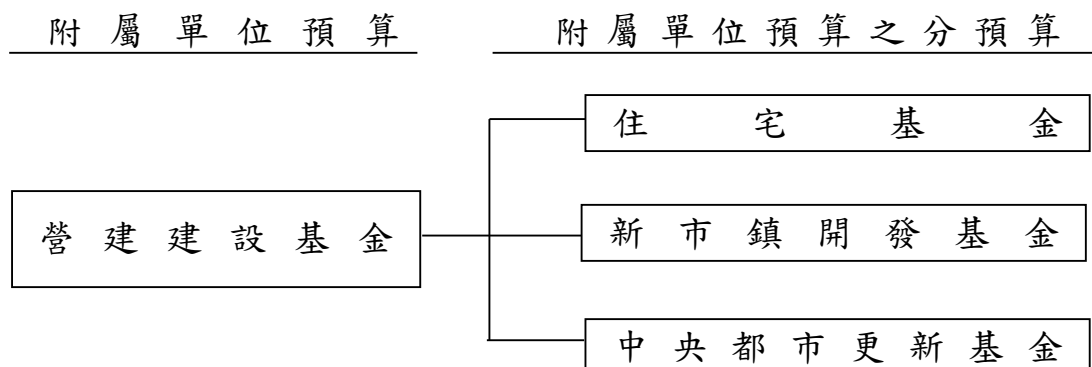 附屬單位預算
附屬單位預算之分預算
住宅基金
營建建設基金
新市鎮開發基金
中央都市更新基金